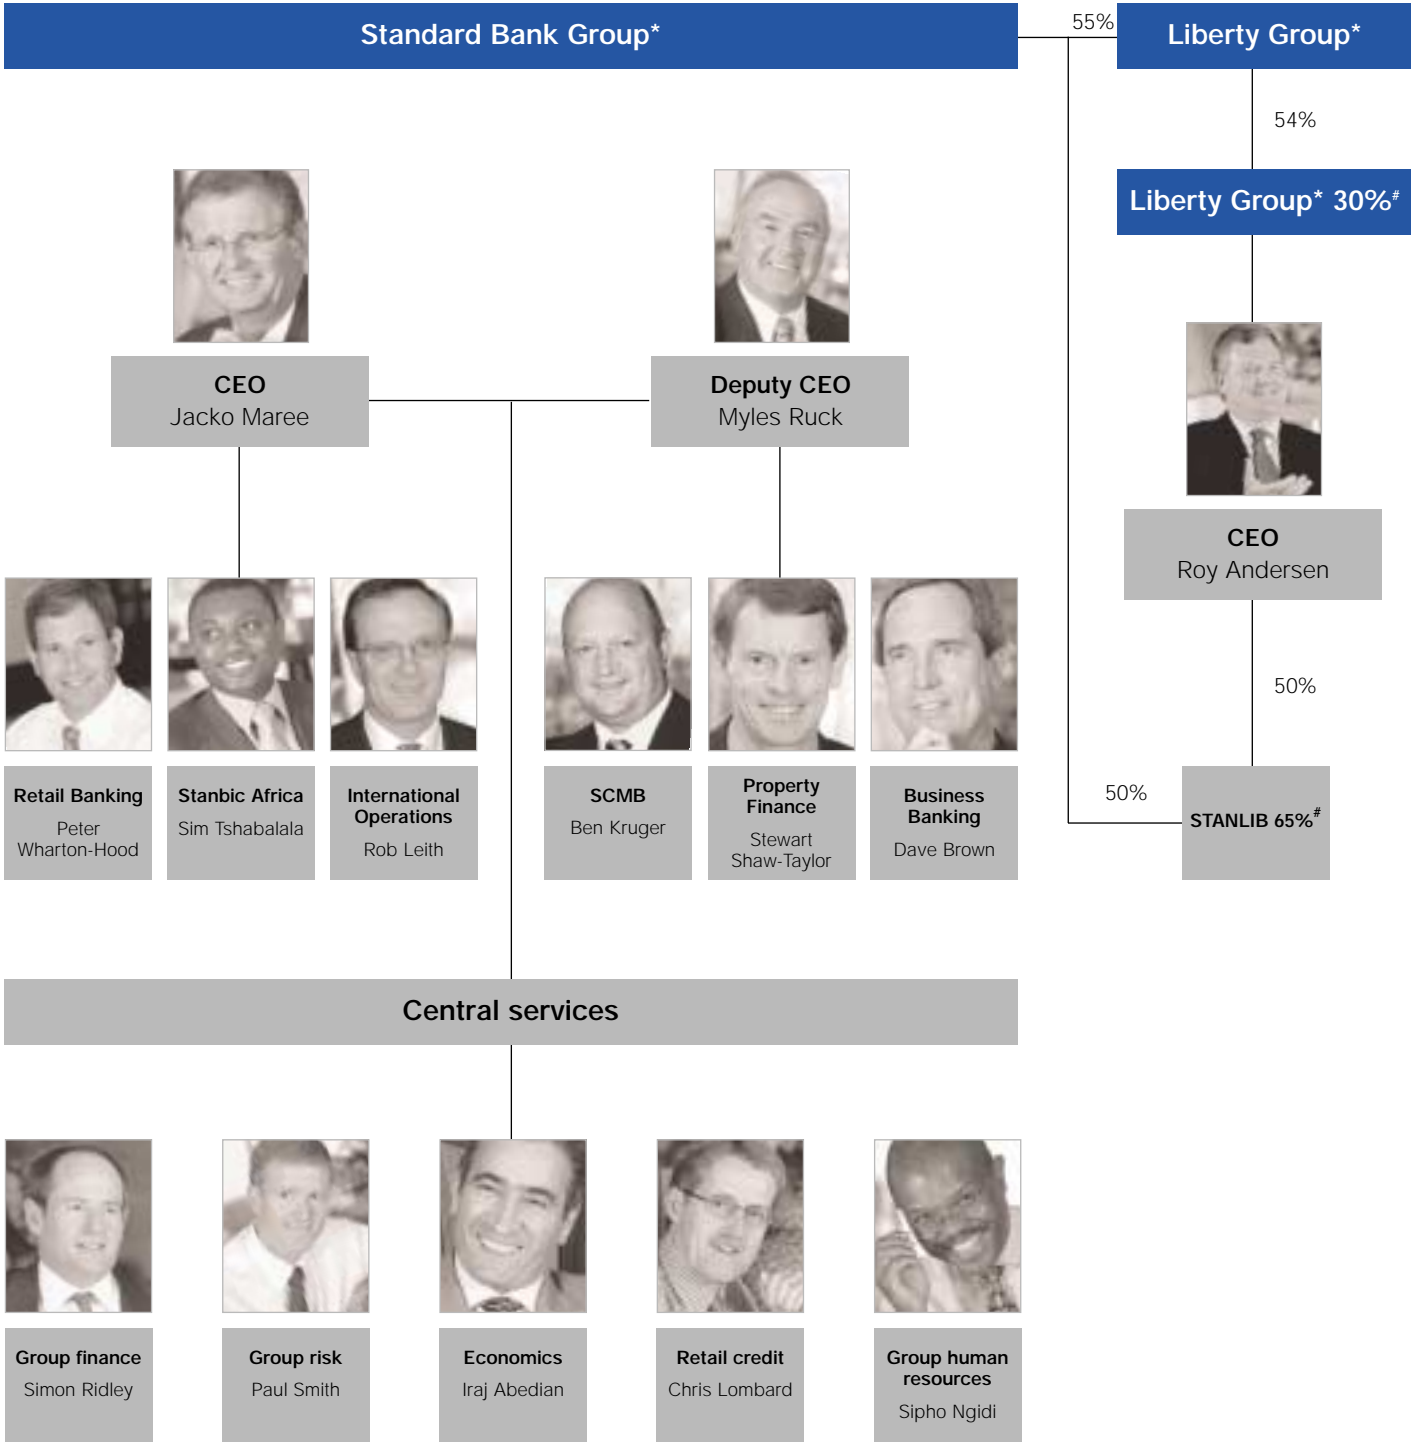 Standard Bank Group*
55%
Liberty Group*
54%
Liberty Group* 30%#
CEO
Jacko Maree
Deputy CEO
Myles Ruck
CEO
Roy Andersen
50%
Retail Banking
Peter
Wharton-Hood
Stanbic Africa
Sim Tshabalala
International
Operations
Rob Leith
SCMB
Ben Kruger
Property
Finance
Stewart
Shaw-Taylor
Business
Banking
Dave Brown
50%
STANLIB 65%#
Central services
Group finance
Simon Ridley
Group risk
Paul Smith
Economics
Iraj Abedian
Retail credit
Chris Lombard
Group human
resources
Sipho Ngidi